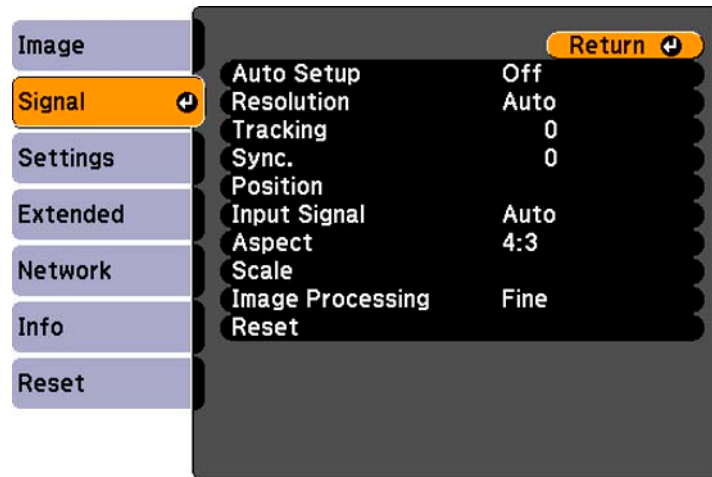 Image
Signal
Settings
Extended
Network
Info
Reset
Return
Auto Setup Off
Resolution Auto
Tracking 0
Sync. 0
Position
Input Signal Auto
Aspect 4:3
Scale
Image Processing Fine
Reset